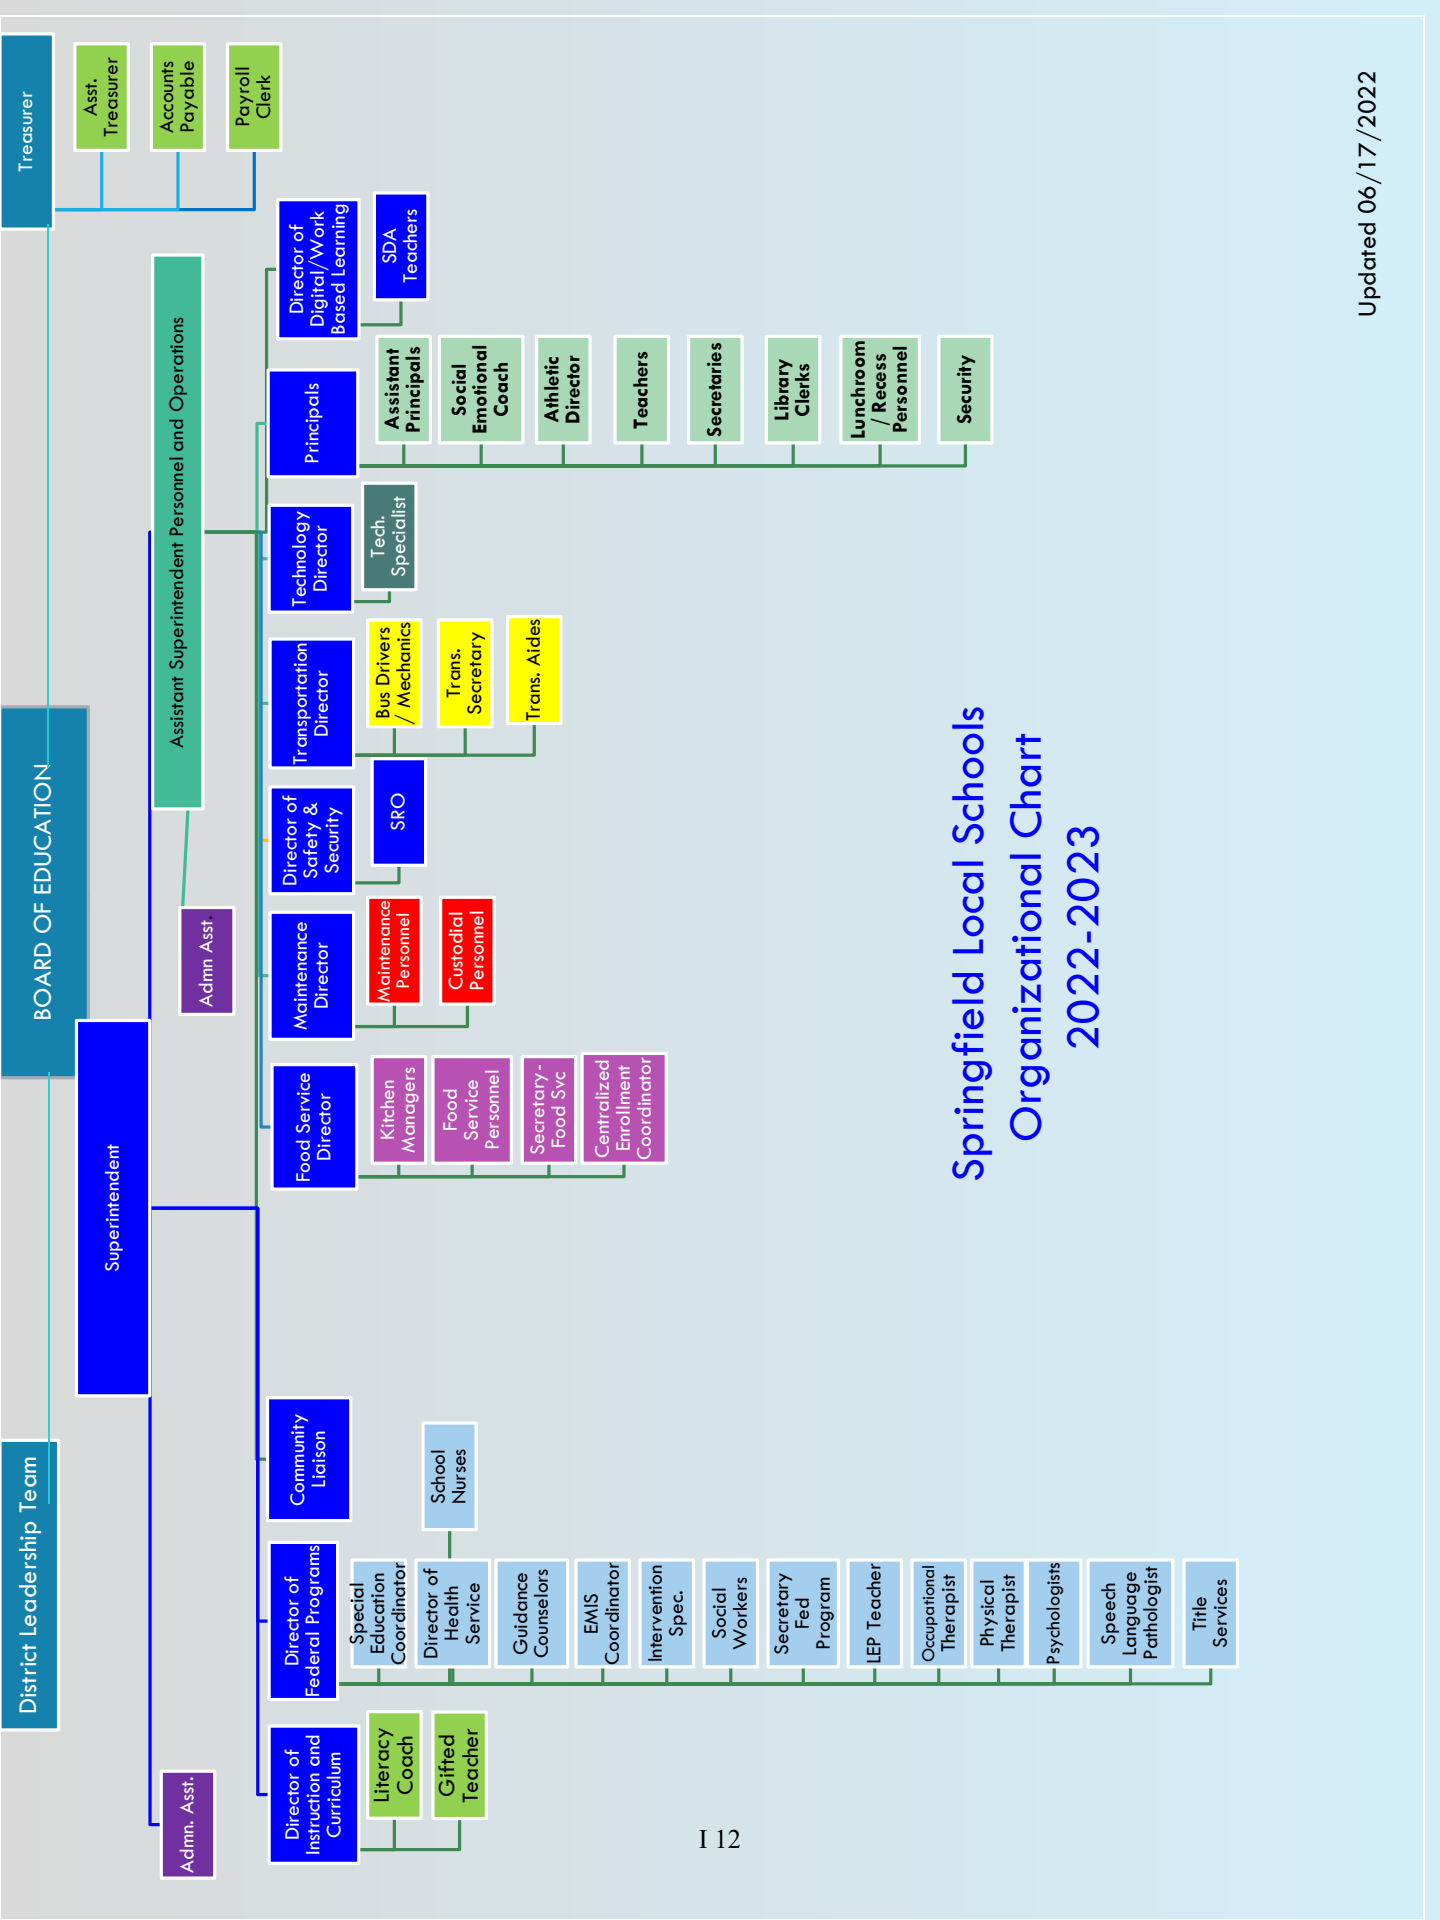 District Leadership Team
BOARD OF EDUCATION
Treasurer
Superintendent
Asst.
Treasurer
Accounts
Payable
Payroll
Clerk
Admn. Asst.
Admn Asst.
Assistant Superintendent Personnel and Operations
Director of
Instruction and
Curriculum
Literacy
Coach
Gifted
Teacher
Director of
Federal Programs
Special
Education
Coordinator
Director of
Health
Service
School
Nurses
Guidance
Counselors
EMIS
Coordinator
Intervention
Spec.
Social
Workers
Secretary
Fed
Program
LEP Teacher
Occupational
Therapist
Physical
Therapist
Psychologists
Speech
Language
Pathologist
Title
Services
Community
Liaison
Food Service
Director
Kitchen
Managers
Food
Service
Personnel
Secretary-
Food Svc
Centralized
Enrollment
Coordinator
Maintenance
Director
Maintenance
Personnel
Custodial
Personnel
Director of
Safety &
Security
SRO
Transportation
Director
Bus Drivers
/ Mechanics
Trans.
Secretary
Trans. Aides
Technology
Director
Tech.
Specialist
Principals
Assistant
Principals
Social
Emotional
Coach
Athletic
Director
Teachers
Secretaries
Library
Clerks
Lunchroom
/ Recess
Personnel
Security
Director of
Digital/Work
Based Learning
SDA
Teachers
Springfield Local Schools
Organizational Chart
2022-2023
Updated 06/17/2022
I 12